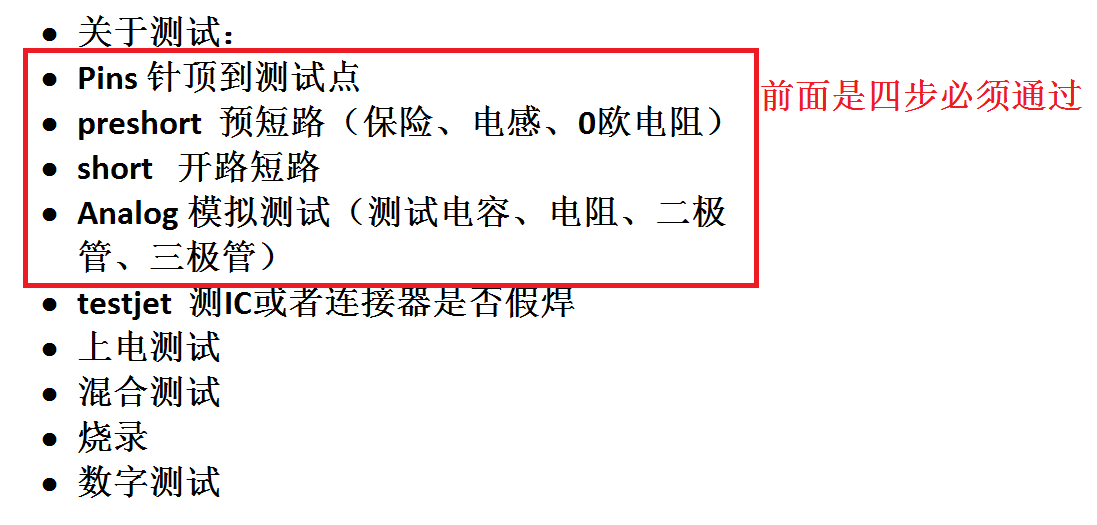 关于测试：
Pins 针顶到测试点
preshort 预短路（保险、电感、0欧电阻）
short 开路短路
Analog 模拟测试（测试电容、电阻、二极
管、三极管）
前面是四步必须通过
testjet 测IC或者连接器是否假焊
上电测试
混合测试
烧录
数字测试